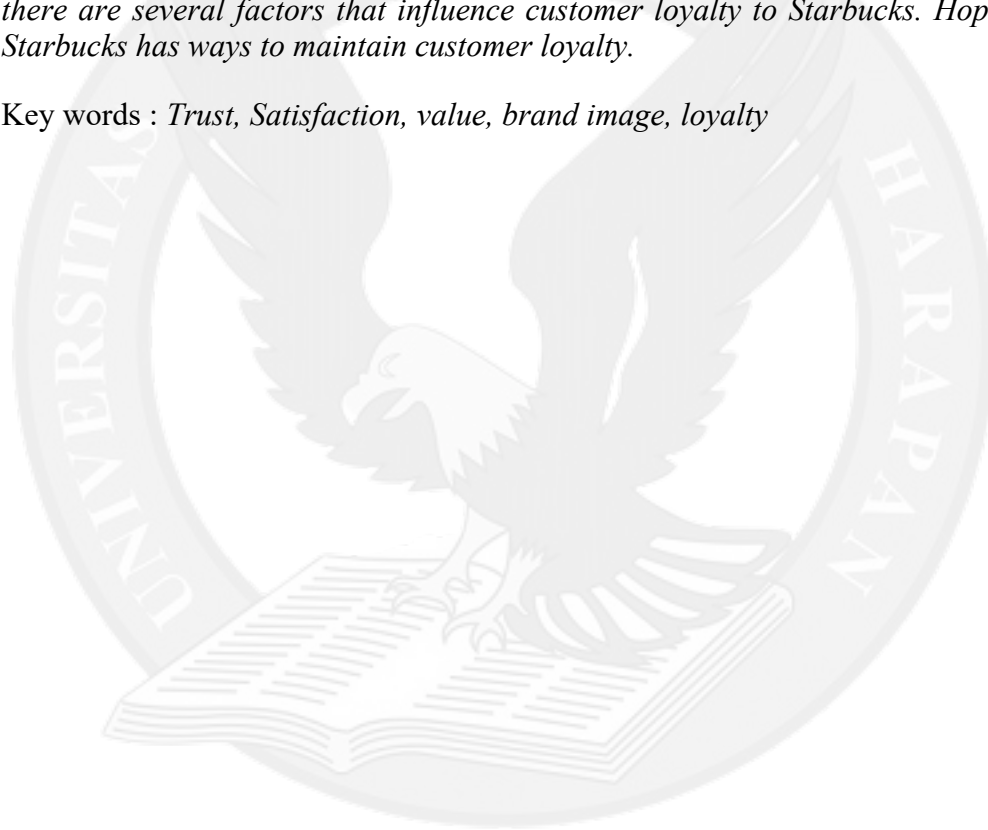 there are several factors that influence customer loyalty to Starbucks. Hop
Starbucks has ways to maintain customer loyalty.
Key words : Trust, Satisfaction, value, brand image, loyalty
UNIVERSITAS
HARAPAN